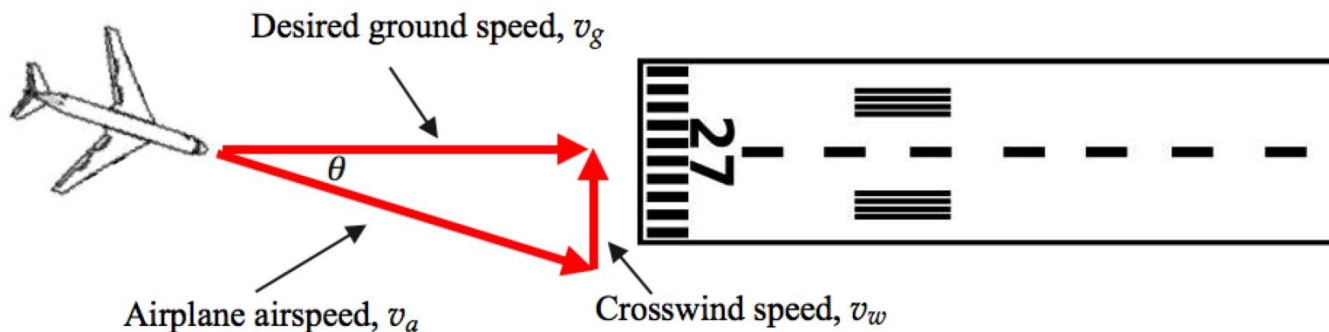 Desired ground speed, v_g
θ
27
Airplane airspeed, v_a
Crosswind speed, v_w